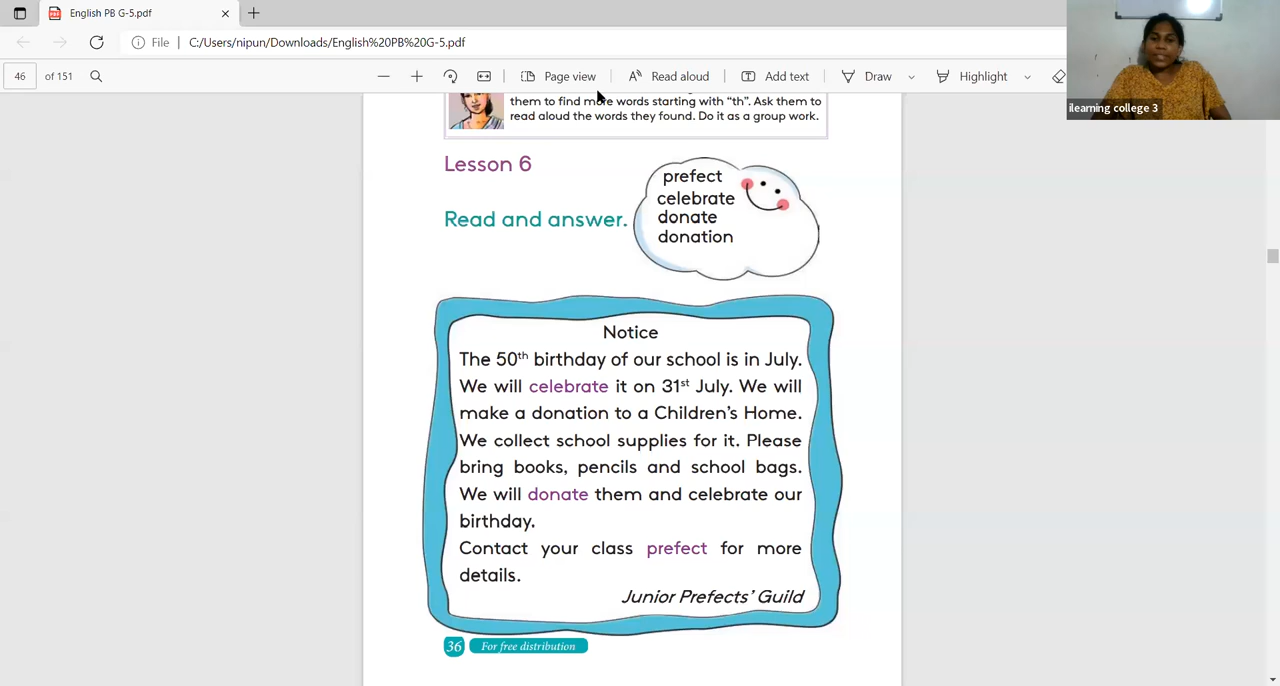 English PB G-5.pdf
File
C:/Users/nipun/Downloads/English%20PB%20G-5.pdf
46 of 151
Page view
Read aloud
Add text
Draw
Highlight
ilearning college 3
them to find more words starting with “th”. Ask them to
read aloud the words they found. Do it as a group work.
Lesson 6
Read and answer.
prefect
celebrate
donate
donation
Notice
The 50th birthday of our school is in July.
We will celebrate it on 31st July. We will
make a donation to a Children’s Home.
We collect school supplies for it. Please
bring books, pencils and school bags.
We will donate them and celebrate our
birthday.
Contact your class prefect for more
details.
Junior Prefects’ Guild
36
For free distribution